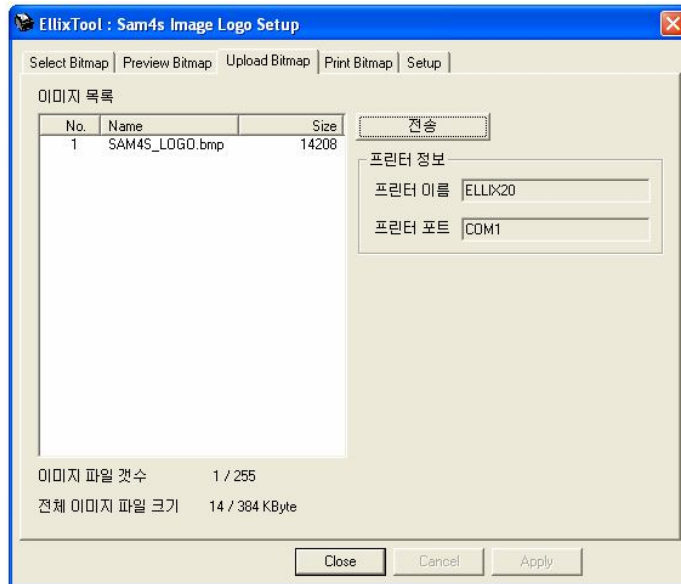 EllixTool : Sam4s Image Logo Setup
Select Bitmap Preview Bitmap Upload Bitmap Print Bitmap Setup
이미지 목록
No. Name Size
1 SAM4S_LOGO.bmp 14208
전송
프린터 정보
프린터 이름 ELLIX20
프린터 포트 COM1
이미지 파일 갯수 1 / 255
전체 이미지 파일 크기 14 / 384 KByte
Close Cancel Apply